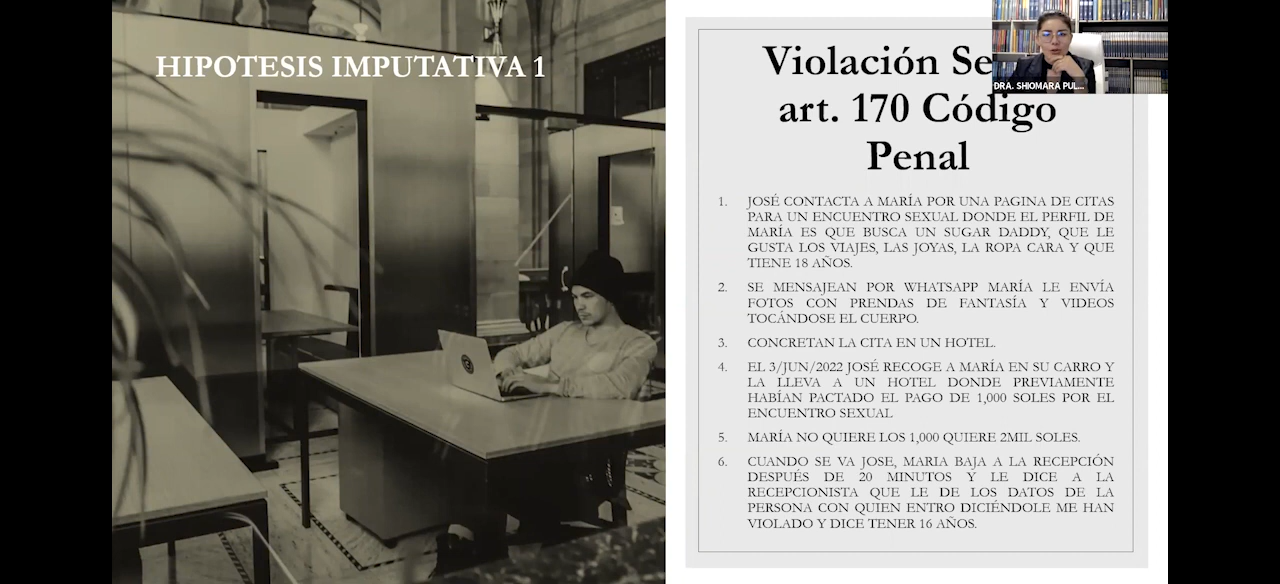 HIPOTESIS IMPUTATIVA 1
Violación Se
art. 170 Código
Penal
DRA. SHIOMARA PUL...
1. JOSÉ CONTACTA A MARÍA POR UNA PAGINA DE CITAS
PARA UN ENCUENTRO SEXUAL DONDE EL PERFIL DE
MARÍA ES QUE BUSCA UN SUGAR DADDY, QUE LE
GUSTA LOS VIAJES, LAS JOYAS, LA ROPA CARA Y QUE
TIENE 18 AÑOS.
2. SE MENSAJEAN POR WHATSAPP MARÍA LE ENVÍA
FOTOS CON PRENDAS DE FANTASÍA Y VIDEOS
TOCÁNDOSE EL CUERPO.
3. CONCRETAN LA CITA EN UN HOTEL.
4. EL 3/JUN/2022 JOSÉ RECOGE A MARÍA EN SU CARRO Y
LA LLEVA A UN HOTEL DONDE PREVIAMENTE
HABÍAN PACTADO EL PAGO DE 1,000 SOLES POR EL
ENCUENTRO SEXUAL
5. MARÍA NO QUIERE LOS 1,000 QUIERE 2MIL SOLES.
6. CUANDO SE VA JOSE, MARIA BAJA A LA RECEPCIÓN
DESPUÉS DE 20 MINUTOS Y LE DICE A LA
RECEPCIONISTA QUE LE DE LOS DATOS DE LA
PERSONA CON QUIEN ENTRO DICIÉNDOLE ME HAN
VIOLADO Y DICE TENER 16 AÑOS.